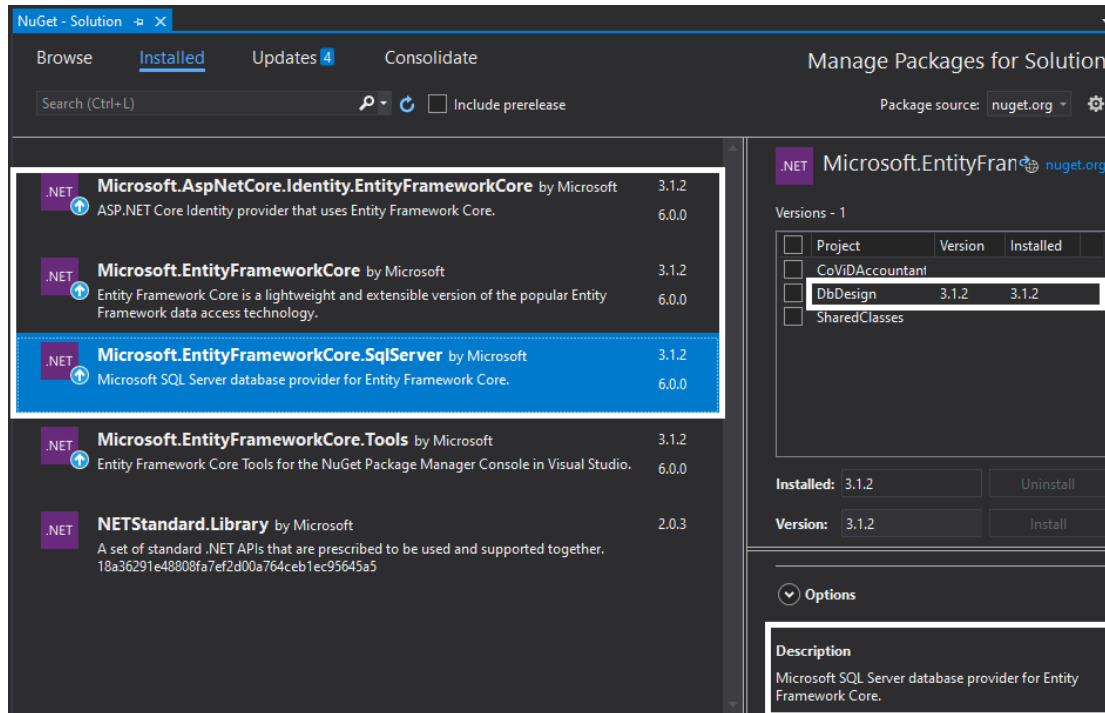 NuGet - Solution
Browse Installed Updates 4 Consolidate
Manage Packages for Solution
Search (Ctrl+L) Include prerelease
Package source: nuget.org
.NET Microsoft.AspNetCore.Identity.EntityFrameworkCore by Microsoft 3.1.2
ASP.NET Core Identity provider that uses Entity Framework Core. 6.0.0
.NET Microsoft.EntityFrameworkCore by Microsoft 3.1.2
Entity Framework Core is a lightweight and extensible version of the popular Entity 6.0.0
Framework data access technology.
.NET Microsoft.EntityFrameworkCore.SqlServer by Microsoft 3.1.2
Microsoft SQL Server database provider for Entity Framework Core. 6.0.0
.NET Microsoft.EntityFrameworkCore.Tools by Microsoft 3.1.2
Entity Framework Core Tools for the NuGet Package Manager Console in Visual Studio. 6.0.0
.NET NETStandard.Library by Microsoft 2.0.3
A set of standard .NET APIs that are prescribed to be used and supported together.
18a36291e48808fa7ef2d00a764ceb1ec95645a5
.NET Microsoft.EntityFran nuget.org
Versions - 1
Project Version Installed
CoViDAccountant
DbDesign 3.1.2 3.1.2
SharedClasses
Installed: 3.1.2 Uninstall
Version: 3.1.2 Install
Options
Description
Microsoft SQL Server database provider for Entity
Framework Core.